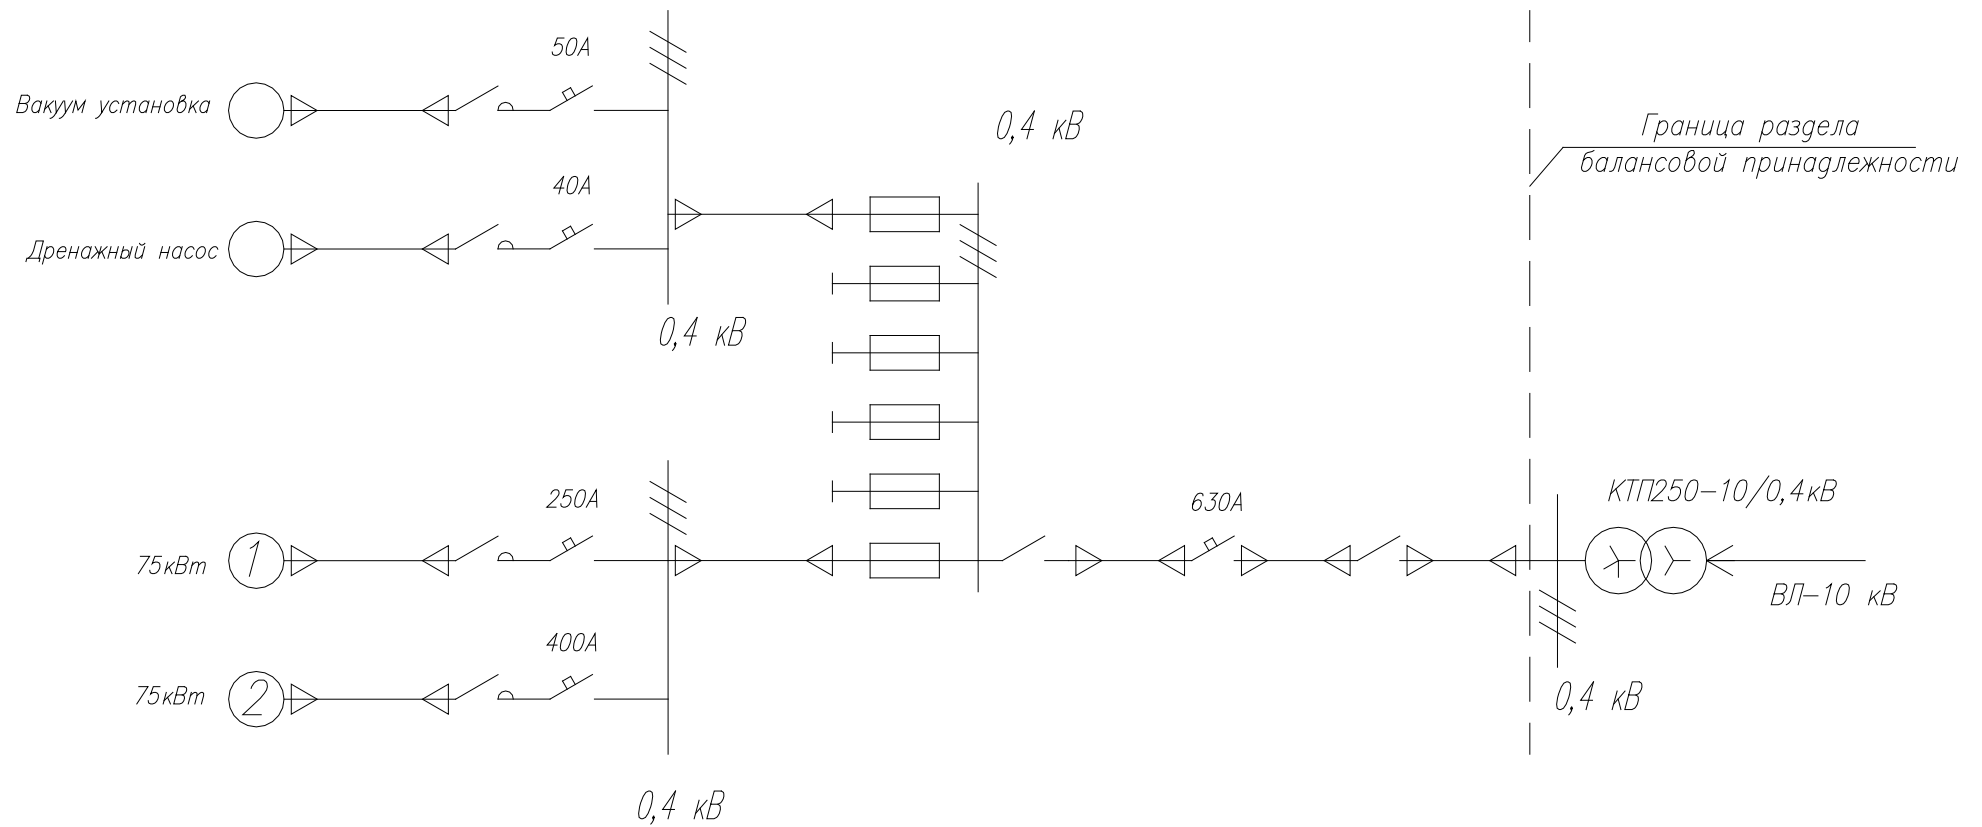 50А
Вакуум установка
0,4 кВ
Граница раздела
балансовой принадлежности
40А
Дренажный насос
0,4 кВ
250А
630А
КТП250-10/0,4кВ
75кВт
1
ВЛ-10 кВ
400А
75кВт
2
0,4 кВ
0,4 кВ